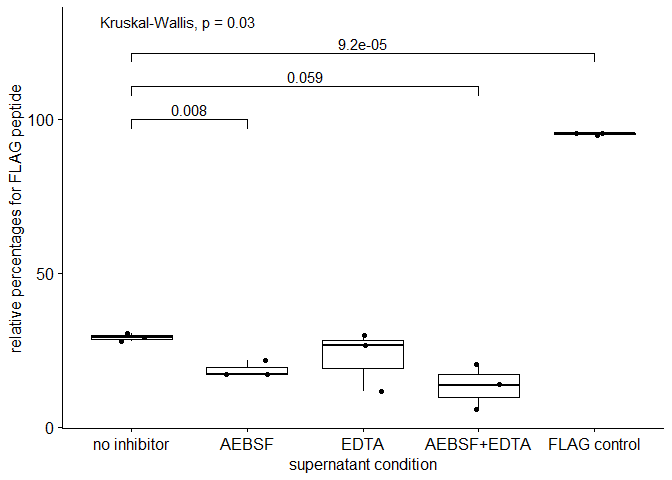 Kruskal-Wallis, p = 0.03
9.2e-05
0.059
0.008
relative percentages for FLAG peptide
100
50
0
no inhibitor AEBSF EDTA AEBSF+EDTA FLAG control
supernatant condition